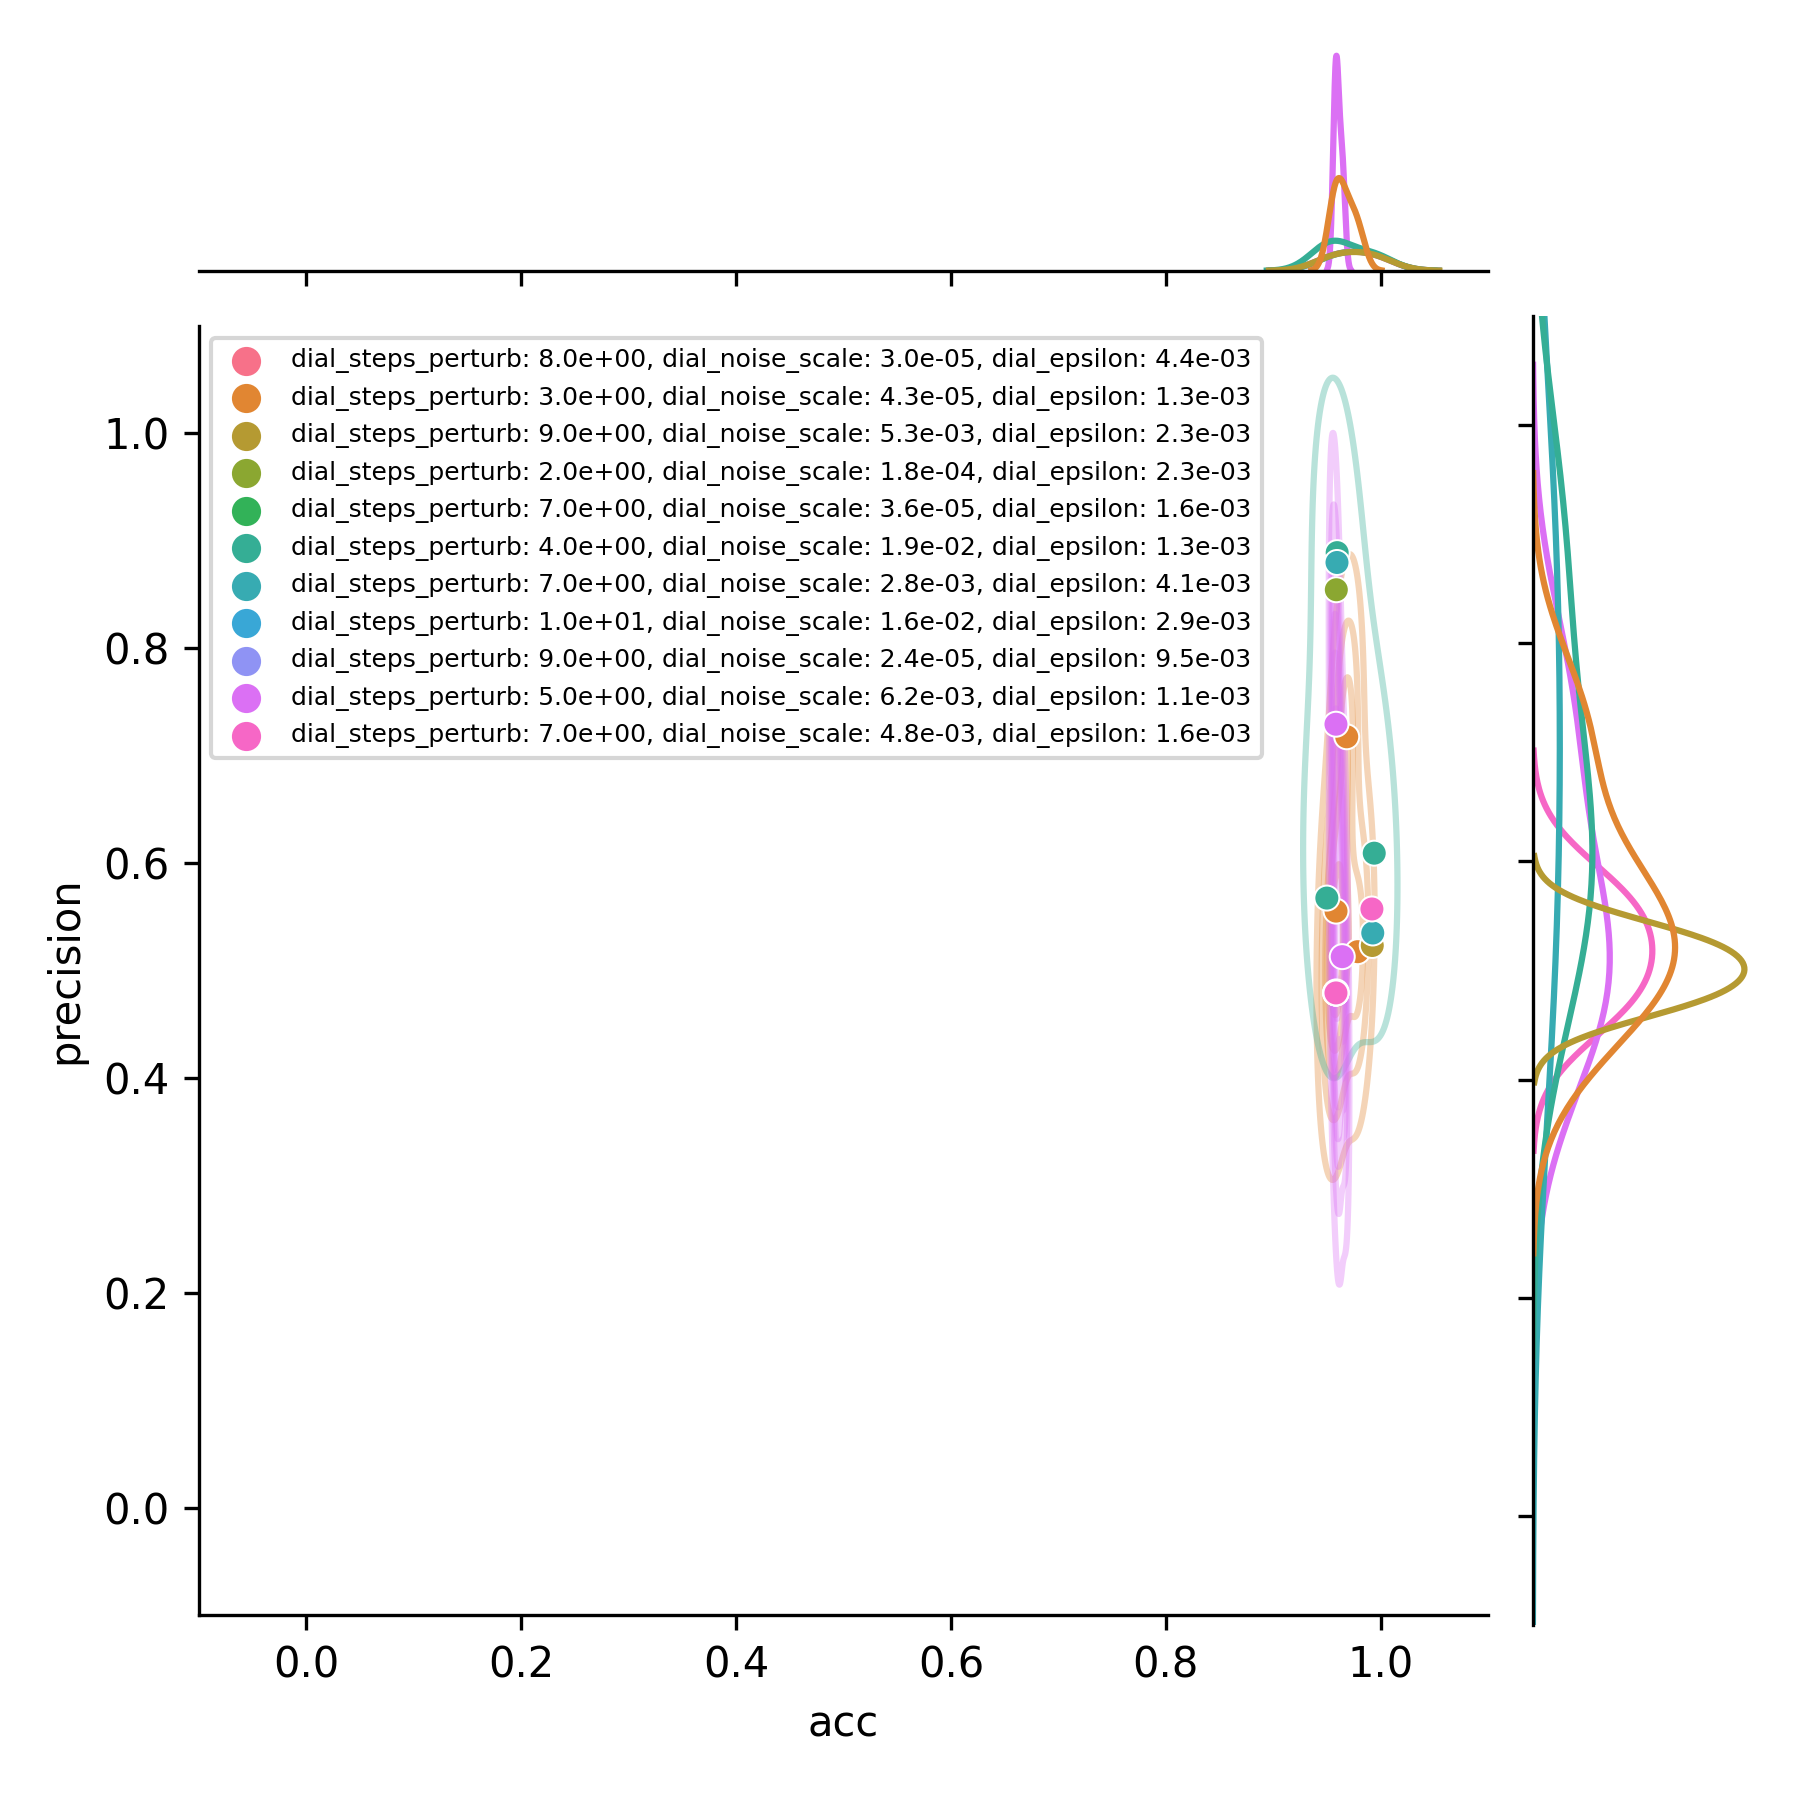 dial_steps_perturb: 8.0e+00, dial_noise_scale: 3.0e-05, dial_epsilon: 4.4e-03
dial_steps_perturb: 3.0e+00, dial_noise_scale: 4.3e-05, dial_epsilon: 1.3e-03
dial_steps_perturb: 9.0e+00, dial_noise_scale: 5.3e-03, dial_epsilon: 2.3e-03
dial_steps_perturb: 2.0e+00, dial_noise_scale: 1.8e-04, dial_epsilon: 2.3e-03
dial_steps_perturb: 7.0e+00, dial_noise_scale: 3.6e-05, dial_epsilon: 1.6e-03
dial_steps_perturb: 4.0e+00, dial_noise_scale: 1.9e-02, dial_epsilon: 1.3e-03
dial_steps_perturb: 7.0e+00, dial_noise_scale: 2.8e-03, dial_epsilon: 4.1e-03
dial_steps_perturb: 1.0e+01, dial_noise_scale: 1.6e-02, dial_epsilon: 2.9e-03
dial_steps_perturb: 9.0e+00, dial_noise_scale: 2.4e-05, dial_epsilon: 9.5e-03
dial_steps_perturb: 5.0e+00, dial_noise_scale: 6.2e-03, dial_epsilon: 1.1e-03
dial_steps_perturb: 7.0e+00, dial_noise_scale: 4.8e-03, dial_epsilon: 1.6e-03
1.0
0.8
0.6
0.4
0.2
0.0
precision
0.0 0.2 0.4 0.6 0.8 1.0
acc